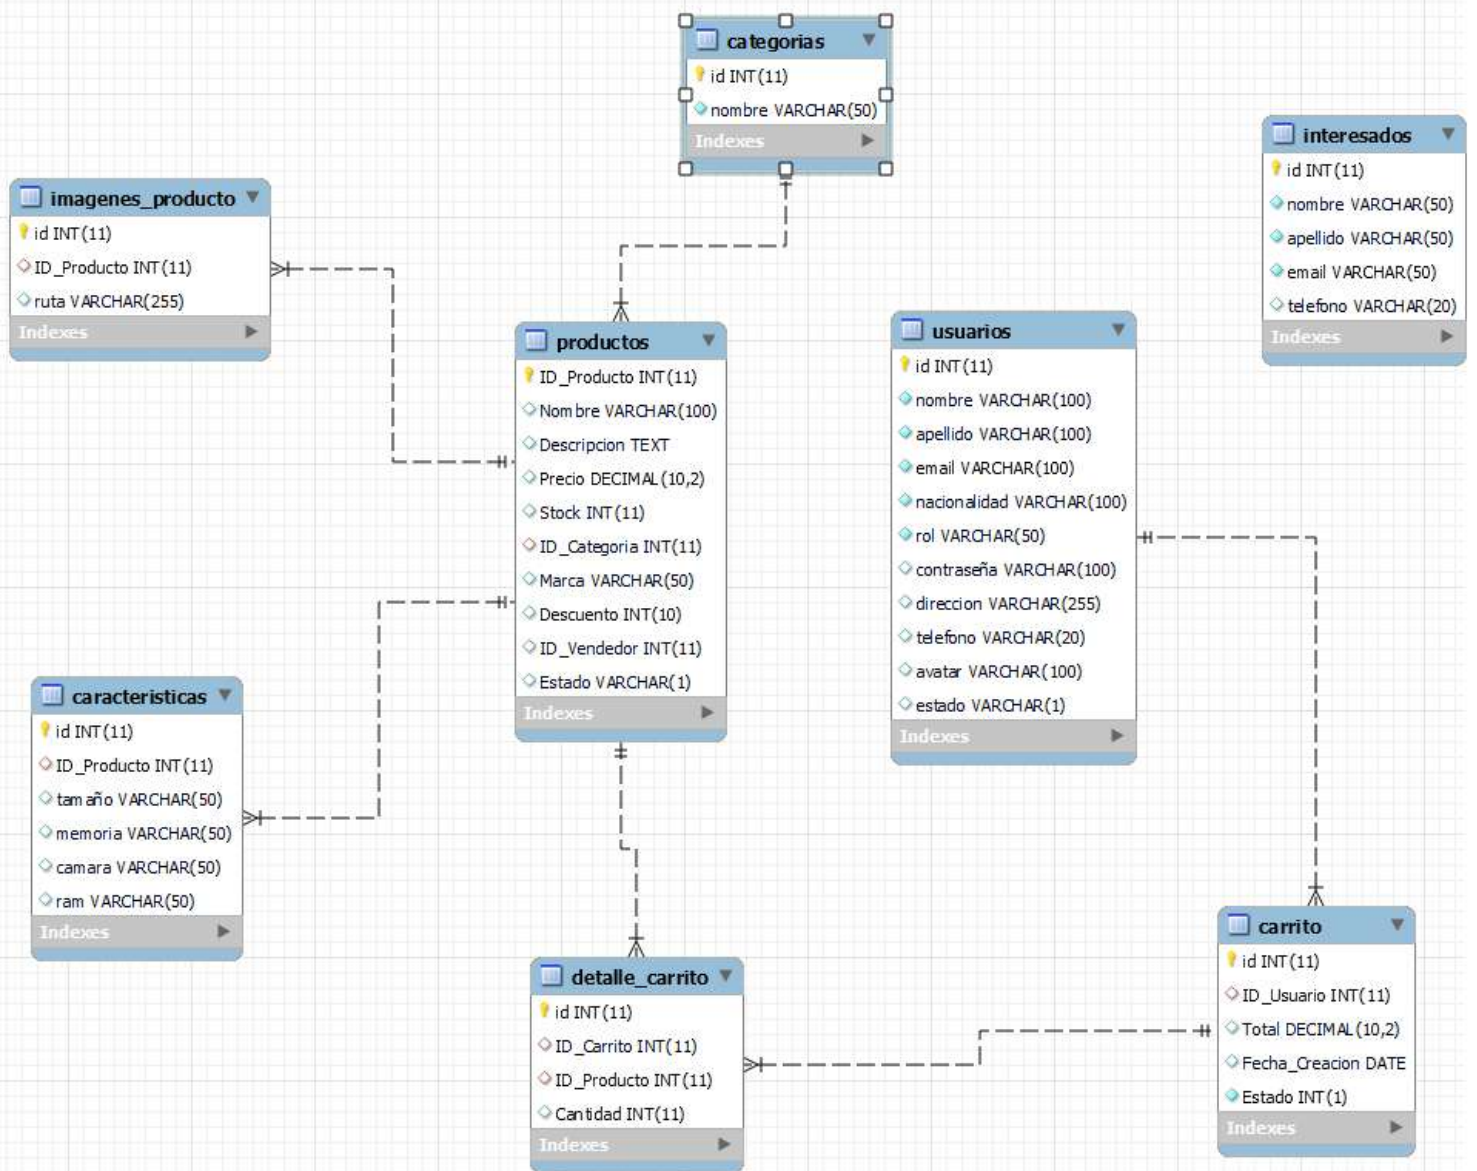 categorias
id INT(11)
nombre VARCHAR(50)
Indexes
interesados
id INT(11)
nombre VARCHAR(50)
apellido VARCHAR(50)
email VARCHAR(50)
telefono VARCHAR(20)
Indexes
imagenes_producto
id INT(11)
ID_Producto INT(11)
ruta VARCHAR(255)
Indexes
productos
ID_Producto INT(11)
Nombre VARCHAR(100)
Descripcion TEXT
Precio DECIMAL(10,2)
Stock INT(11)
ID_Categoria INT(11)
Marca VARCHAR(50)
Descuento INT(10)
ID_Vendedor INT(11)
Estado VARCHAR(1)
Indexes
usuarios
id INT(11)
nombre VARCHAR(100)
apellido VARCHAR(100)
email VARCHAR(100)
nacionalidad VARCHAR(100)
rol VARCHAR(50)
contraseña VARCHAR(100)
direccion VARCHAR(255)
telefono VARCHAR(20)
avatar VARCHAR(100)
estado VARCHAR(1)
Indexes
caracteristicas
id INT(11)
ID_Producto INT(11)
tamaño VARCHAR(50)
memoria VARCHAR(50)
camara VARCHAR(50)
ram VARCHAR(50)
Indexes
detalle_carrito
id INT(11)
ID_Carrito INT(11)
ID_Producto INT(11)
Cantidad INT(11)
Indexes
carrito
id INT(11)
ID_Usuario INT(11)
Total DECIMAL(10,2)
Fecha_Creacion DATE
Estado INT(1)
Indexes